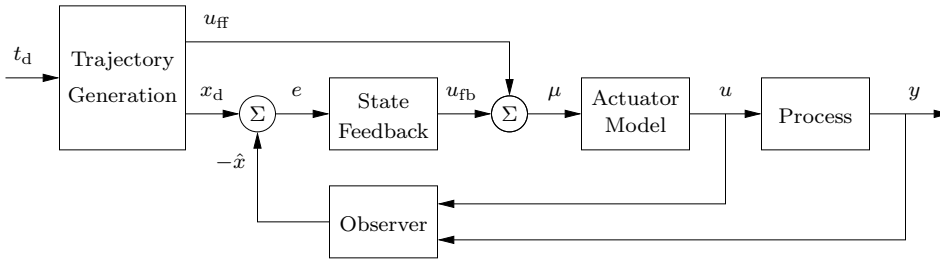 u_ff
t_d
Trajectory
Generation
x_d
Σ
e
State
Feedback
u_fb
Σ
μ
Actuator
Model
u
Process
y
−x̂
Observer